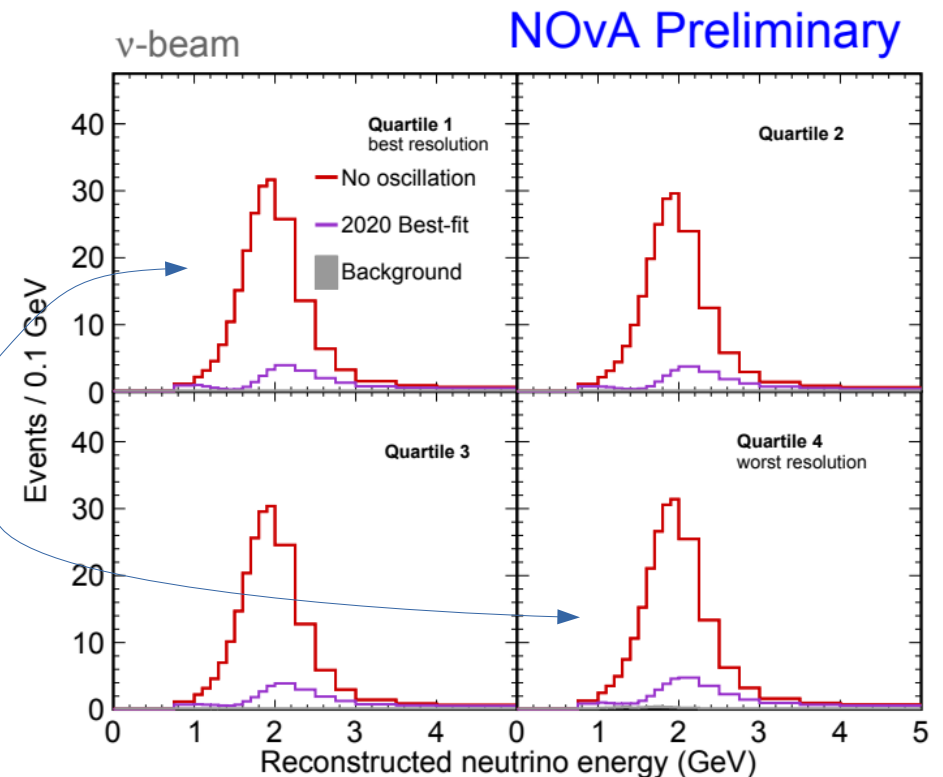 ν-beam
NOvA Preliminary
Quartile 1
best resolution
No oscillation
2020 Best-fit
Background
Quartile 2
Quartile 3
Quartile 4
worst resolution
40
30
20
10
0
40
30
20
10
0
Events / 0.1 GeV
0 1 2 3 4 0 1 2 3 4 5
Reconstructed neutrino energy (GeV)